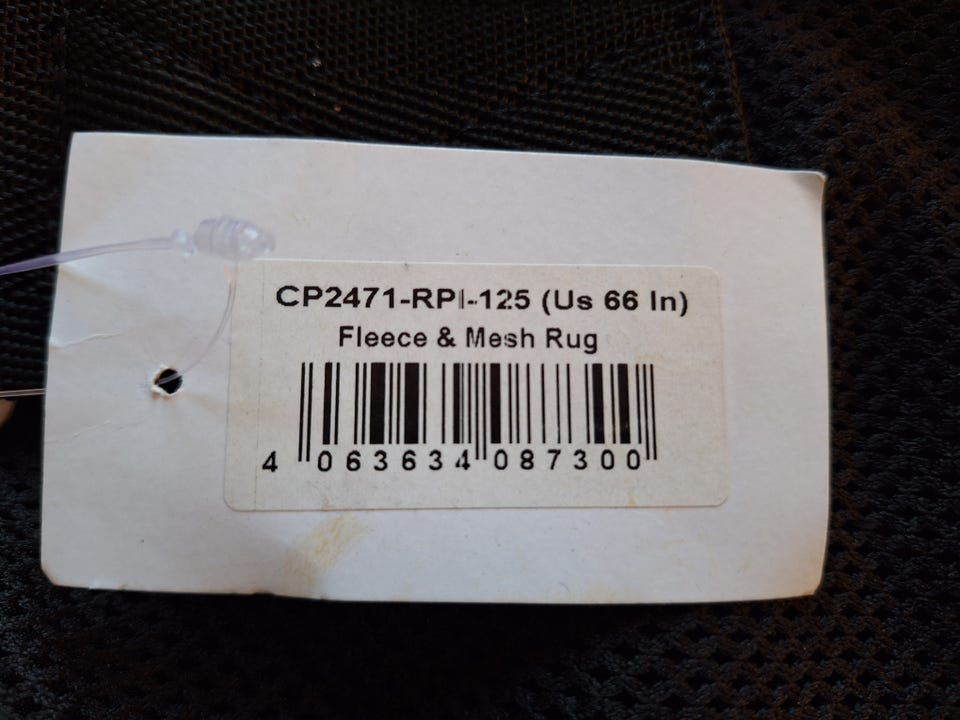 CP2471-RPI-125 (Us 66 In)
Fleece & Mesh Rug
4 063634 087300